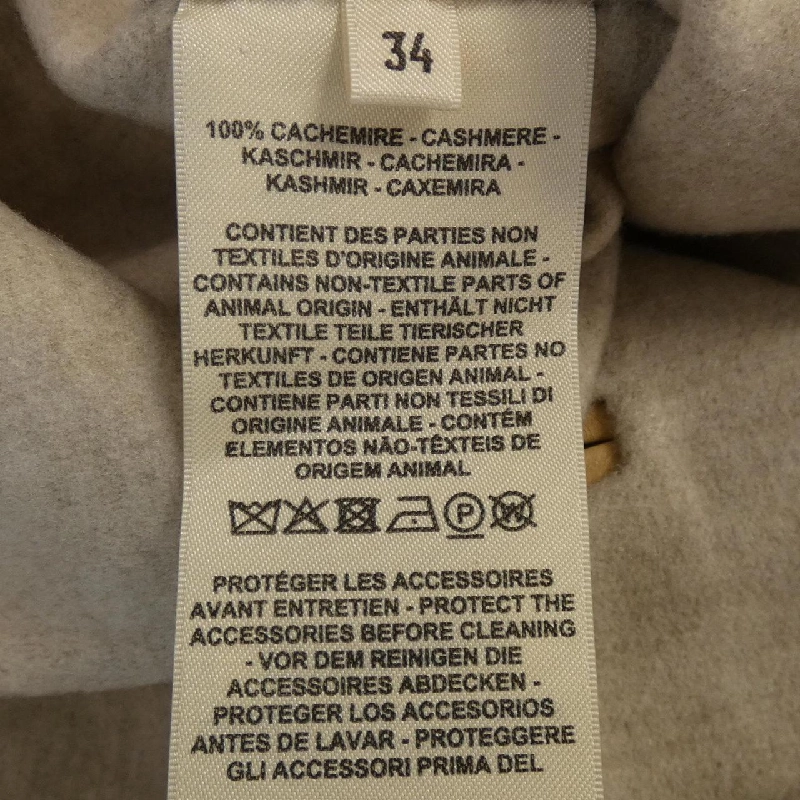 34
100% CACHEMIRE - CASHMERE -
KASCHMIR - CACHEMIRA -
KASHMIR - CAXEMIRA
CONTIENT DES PARTIES NON
TEXTILES D'ORIGINE ANIMALE -
CONTAINS NON-TEXTILE PARTS OF
ANIMAL ORIGIN - ENTHÄLT NICHT
TEXTILE TEILE TIERISCHER
HERKUNFT - CONTIENE PARTES NO
TEXTILES DE ORIGEN ANIMAL -
CONTIENE PARTI NON TESSILI DI
ORIGINE ANIMALE - CONTÉM
ELEMENTOS NÃO-TÊXTEIS DE
ORIGEM ANIMAL
P W
PROTÉGER LES ACCESSOIRES
AVANT ENTRETIEN - PROTECT THE
ACCESSORIES BEFORE CLEANING
- VOR DEM REINIGEN DIE
ACCESSOIRES ABDECKEN -
PROTEGER LOS ACCESORIOS
ANTES DE LAVAR - PROTEGGERE
GLI ACCESSORI PRIMA DEL